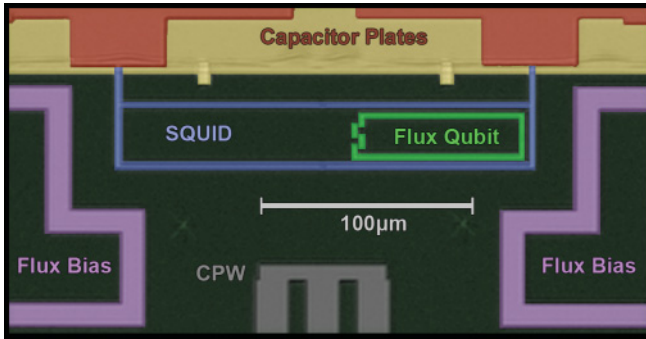 Capacitor Plates
SQUID
Flux Qubit
100µm
Flux Bias
CPW
Flux Bias